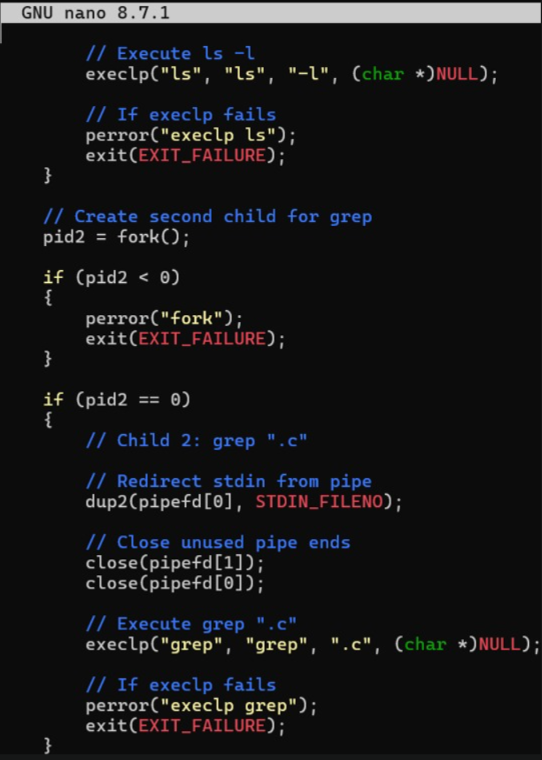 GNU nano 8.7.1
// Execute ls -l
execlp("ls", "ls", "-l", (char *)NULL);
// If execlp fails
perror("execlp ls");
exit(EXIT_FAILURE);
}
// Create second child for grep
pid2 = fork();
if (pid2 < 0)
{
perror("fork");
exit(EXIT_FAILURE);
}
if (pid2 == 0)
{
// Child 2: grep ".c"
// Redirect stdin from pipe
dup2(pipefd[0], STDIN_FILENO);
// Close unused pipe ends
close(pipefd[1]);
close(pipefd[0]);
// Execute grep ".c"
execlp("grep", "grep", ".c", (char *)NULL);
// If execlp fails
perror("execlp grep");
exit(EXIT_FAILURE);
}